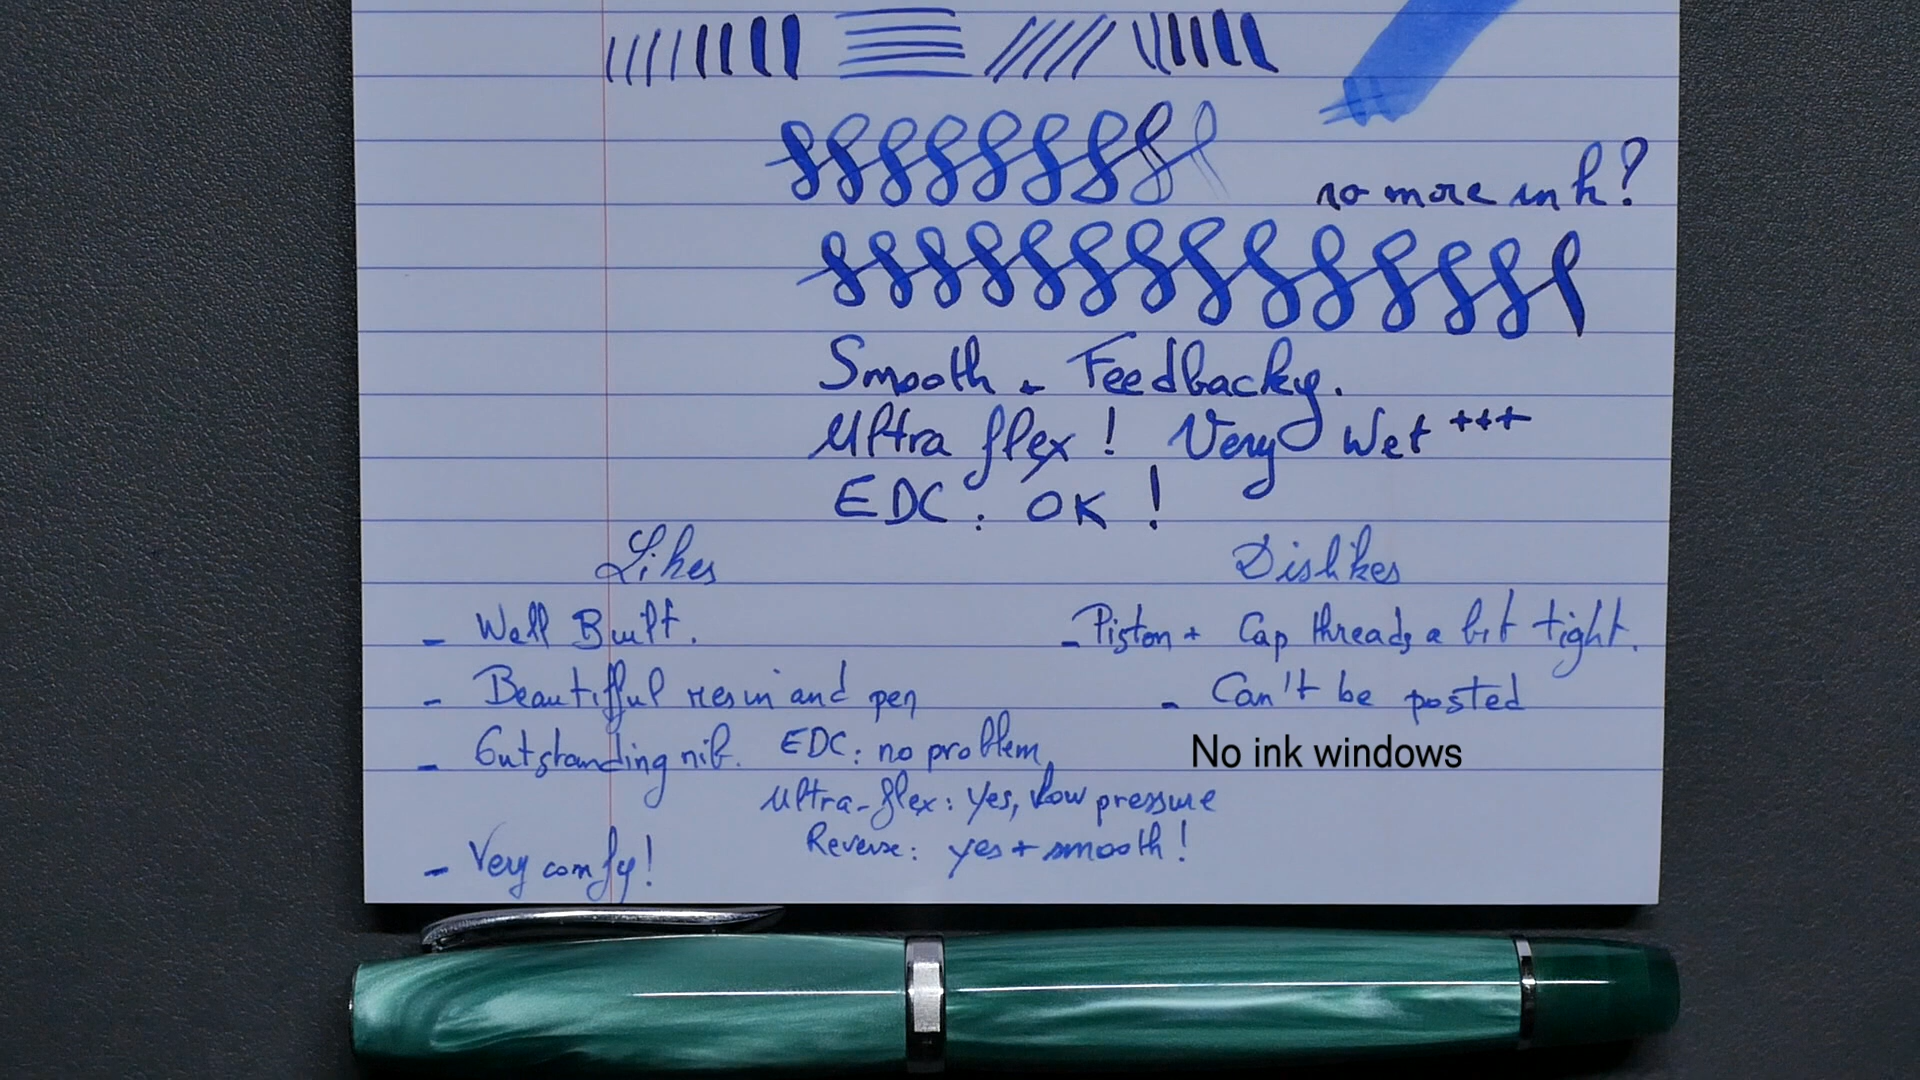 no more ink?
Smooth + Feedbacky.
Ultra flex! Very Wet +++
EDC: OK!
Likes
Dislikes
- Well Built.
- Piston + Cap threads a bit tight.
- Beautifful resin and pen
- Can't be posted
- Outstanding nib. EDC: no problem
No ink windows
Ultra-flex: Yes, Low pressure
Reverse: yes + smooth!
- Very comfy!